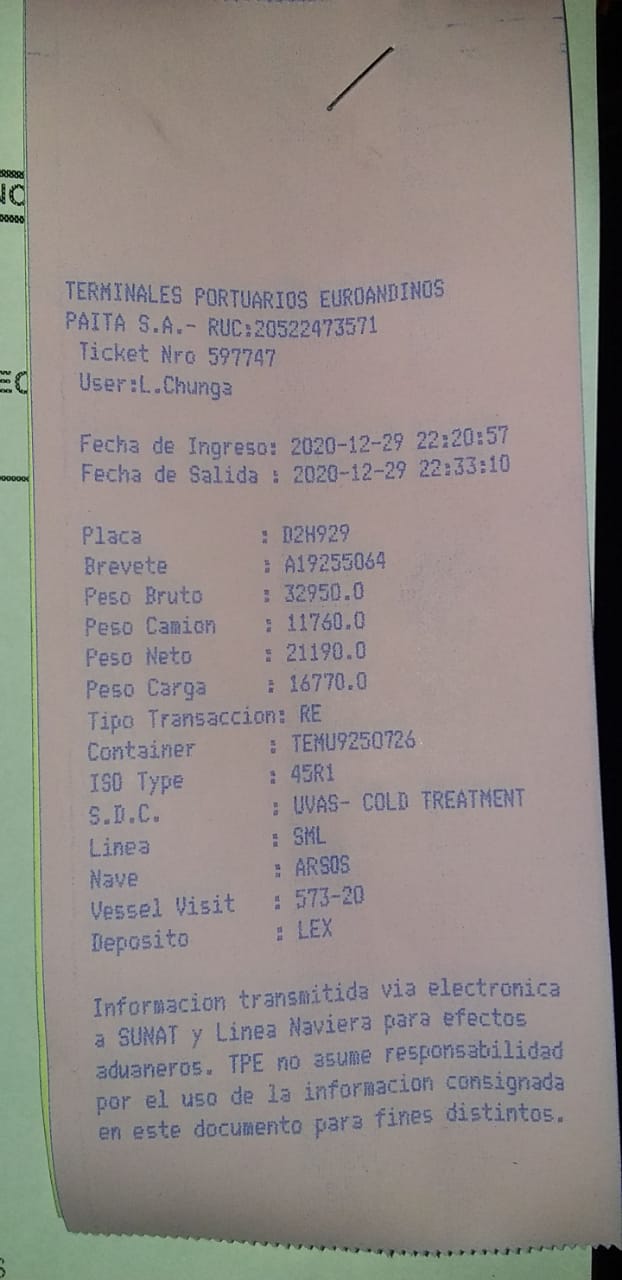 TERMINALES PORTUARIOS EUROANDINOS
PAITA S.A.- RUC:20522473571
Ticket Nro 597747
User:L.Chunga
Fecha de Ingreso: 2020-12-29 22:20:57
Fecha de Salida : 2020-12-29 22:33:10
Placa : D2H929
Brevete : A19255064
Peso Bruto : 32950.0
Peso Camion : 11760.0
Peso Neto : 21190.0
Peso Carga : 16770.0
Tipo Transaccion: RE
Container : TEMU9250726
ISO Type : 45R1
S.D.C. : UVAS- COLD TREATMENT
Linea : SML
Nave : ARSOS
Vessel Visit : 573-20
Deposito : LEX
Informacion transmitida via electronica
a SUNAT y Linea Naviera para efectos
aduaneros. TPE no asume responsabilidad
por el uso de la informacion consignada
en este documento para fines distintos.